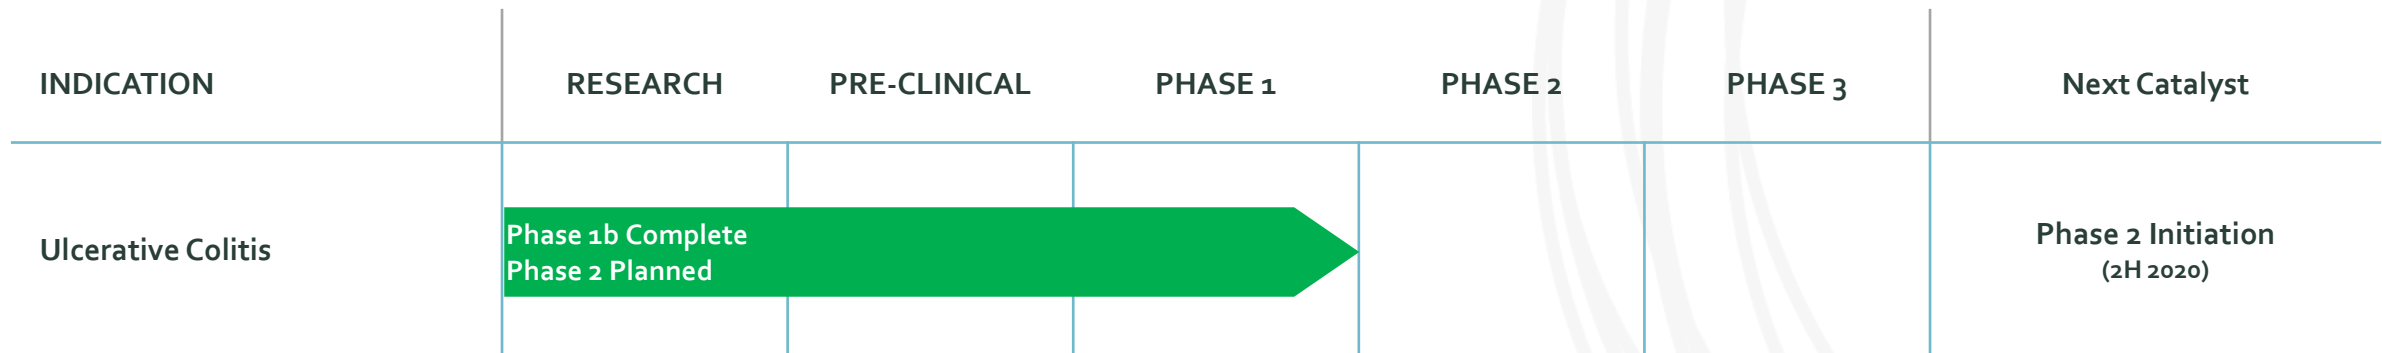 INDICATION RESEARCH PRE-CLINICAL PHASE 1 PHASE 2 PHASE 3 Next Catalyst
Ulcerative Colitis
Phase 1b Complete
Phase 2 Planned
Phase 2 Initiation
(2H 2020)